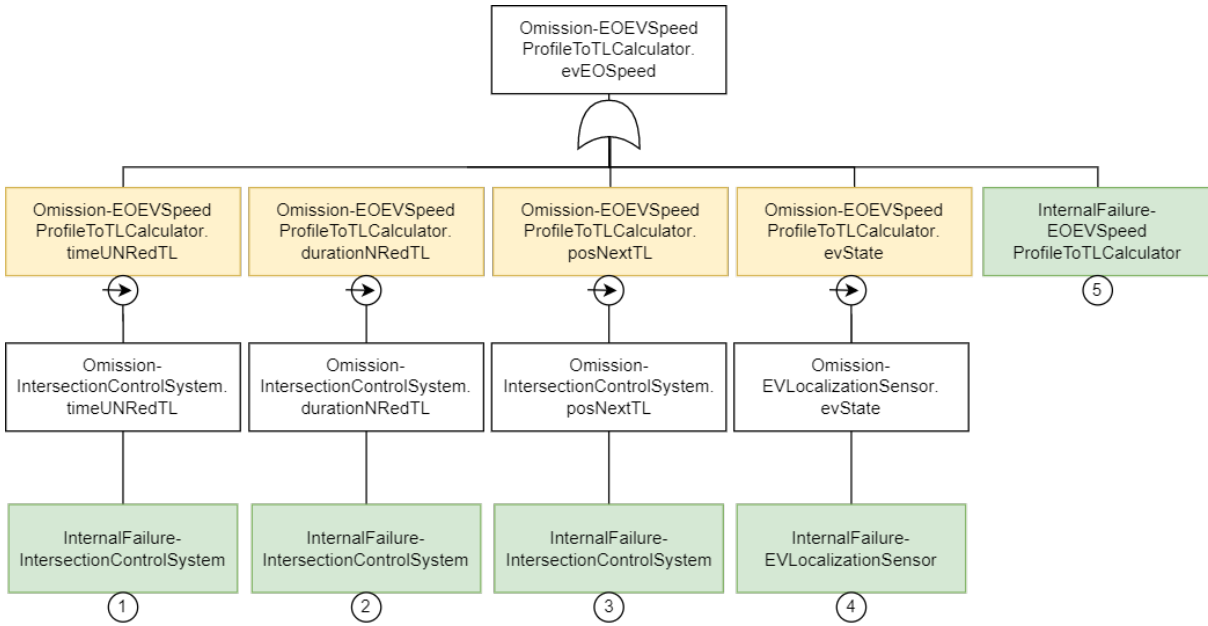 Omission-EOEVSpeed
ProfileToTLCalculator.
evEOSpeed
Omission-EOEVSpeed
ProfileToTLCalculator.
timeUNRedTL
Omission-EOEVSpeed
ProfileToTLCalculator.
durationNRedTL
Omission-EOEVSpeed
ProfileToTLCalculator.
posNextTL
Omission-EOEVSpeed
ProfileToTLCalculator.
evState
InternalFailure-
EOEVSpeed
ProfileToTLCalculator
5
Omission-
IntersectionControlSystem.
timeUNRedTL
Omission-
IntersectionControlSystem.
durationNRedTL
Omission-
IntersectionControlSystem.
posNextTL
Omission-
EVLocalizationSensor.
evState
InternalFailure-
IntersectionControlSystem
1
InternalFailure-
IntersectionControlSystem
2
InternalFailure-
IntersectionControlSystem
3
InternalFailure-
EVLocalizationSensor
4